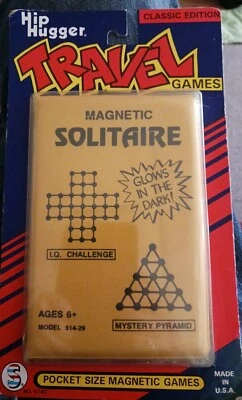 Hip
Hugger
CLASSIC EDITION
TRAVEL
GAMES
MAGNETIC
SOLITAIRE
GLOWS
IN THE
DARK!
I.Q. CHALLENGE
AGES 6+
MODEL 514-29
MYSTERY PYRAMID
MADE IN
U.S.A.
POCKET SIZE MAGNETIC GAMES